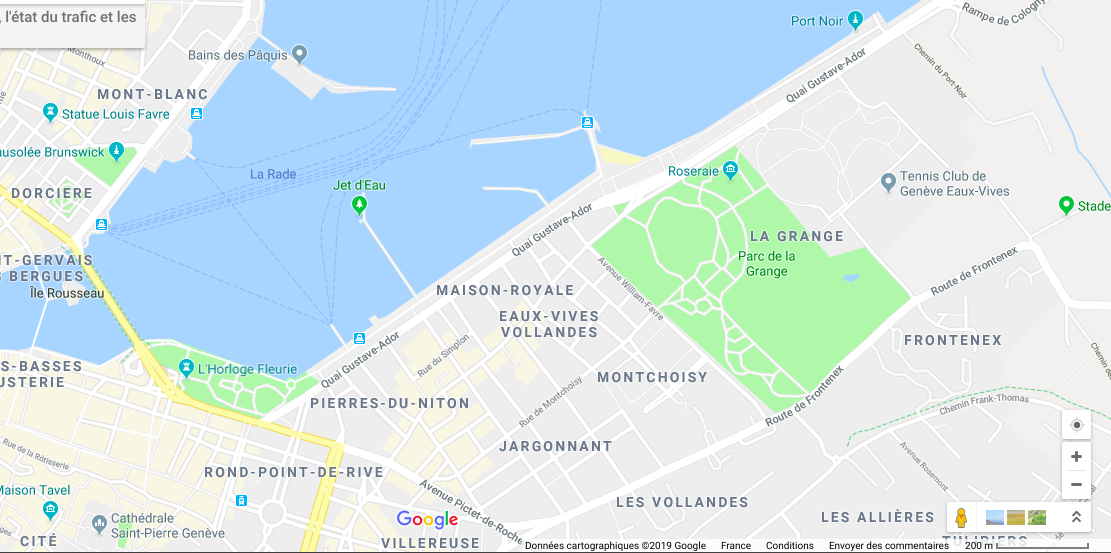 , l'état du trafic et les
Monthoux
Bains des Pâquis
Port Noir
Rampe de Cologny
Quai Gustave-Ador
Chemin du Port-Noir
MONT-BLANC
Statue Louis Favre
usolée Brunswick
La Rade
Jet d'Eau
Roseraie
Tennis Club de
Genève Eaux-Vives
DORCIERE
Stade
Quai Gustave-Ador
LA GRANGE
Parc de la
Grange
Route de Frontenex
NT-GERVAIS
S BERGUES
Île Rousseau
Avenue William-Favre
MAISON-ROYALE
EAUX-VIVES
VOLLANDES
Quai Gustave-Ador
Rue du Simplon
FRONTENEX
S-BASSES
USTERIE
L'Horloge Fleurie
MONTCHOISY
Rue de Montchoisy
Route de Frontenex
PIERRES-DU-NITON
Chemin Frank-Thomas
JARGONNANT
Rue de la Rôtisserie
ROND-POINT-DE-RIVE
Avenue Rosemont
Maison Tavel
Avenue Pictet-de-Roche
LES VOLLANDES
LES ALLIÈRES
Cathédrale
Saint-Pierre Genève
Google
CITÉ
VILLEREUSE
TULIPIERS
Données cartographiques ©2019 Google France Conditions Envoyer des commentaires 200 m